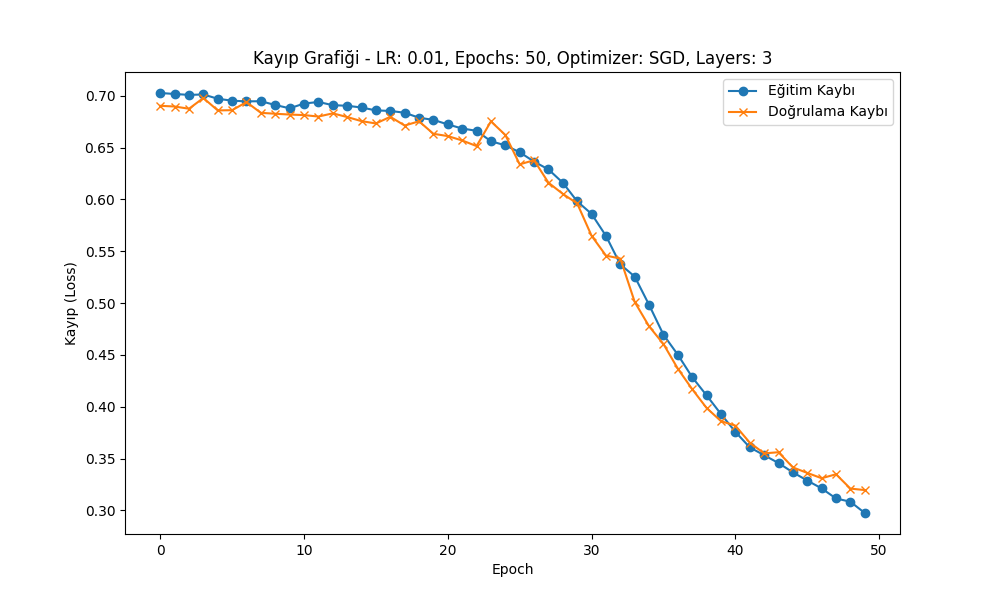 Kayıp Grafiği - LR: 0.01, Epochs: 50, Optimizer: SGD, Layers: 3
Eğitim Kaybı
Doğrulama Kaybı
Kayıp (Loss)
0.70
0.65
0.60
0.55
0.50
0.45
0.40
0.35
0.30
0 10 20 30 40 50
Epoch